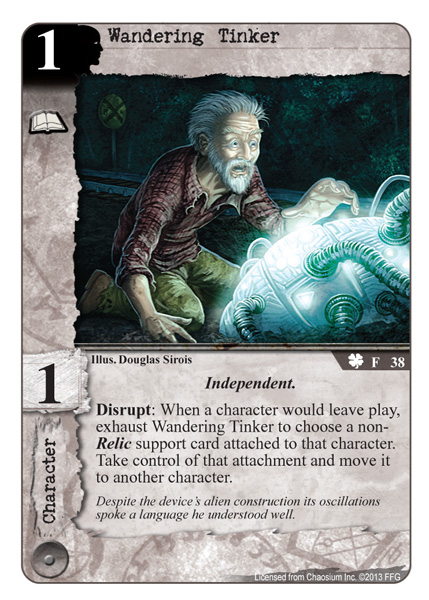 1
Wandering Tinker
Illus. Douglas Sirois
F 38
1
Character
Independent.
Disrupt: When a character would leave play,
exhaust Wandering Tinker to choose a non-
Relic support card attached to that character.
Take control of that attachment and move it
to another character.
Despite the device's alien construction its oscillations
spoke a language he understood well.
Licensed from Chaosium Inc. ©2013 FFG